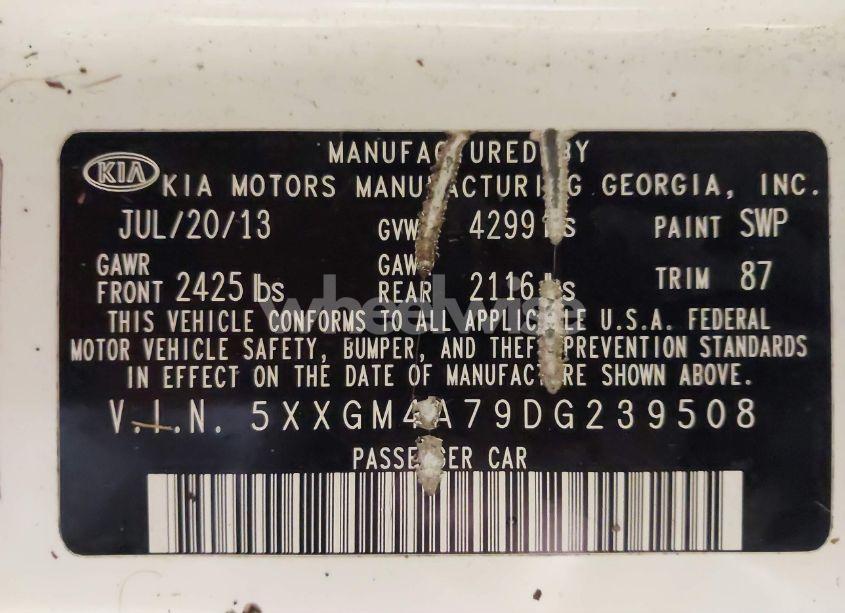 MANUFACTURED BY
KIA KIA MOTORS MANUFACTURING GEORGIA, INC.
JUL/20/13 GVWR 4299 lbs PAINT SWP
GAWR FRONT 2425 lbs GAWR REAR 2116 lbs TRIM 87
THIS VEHICLE CONFORMS TO ALL APPLICABLE U.S.A. FEDERAL
MOTOR VEHICLE SAFETY, BUMPER, AND THEFT PREVENTION STANDARDS
IN EFFECT ON THE DATE OF MANUFACTURE SHOWN ABOVE.
V.I.N. 5XXGM4A79DG239508
PASSENGER CAR
wheelwise